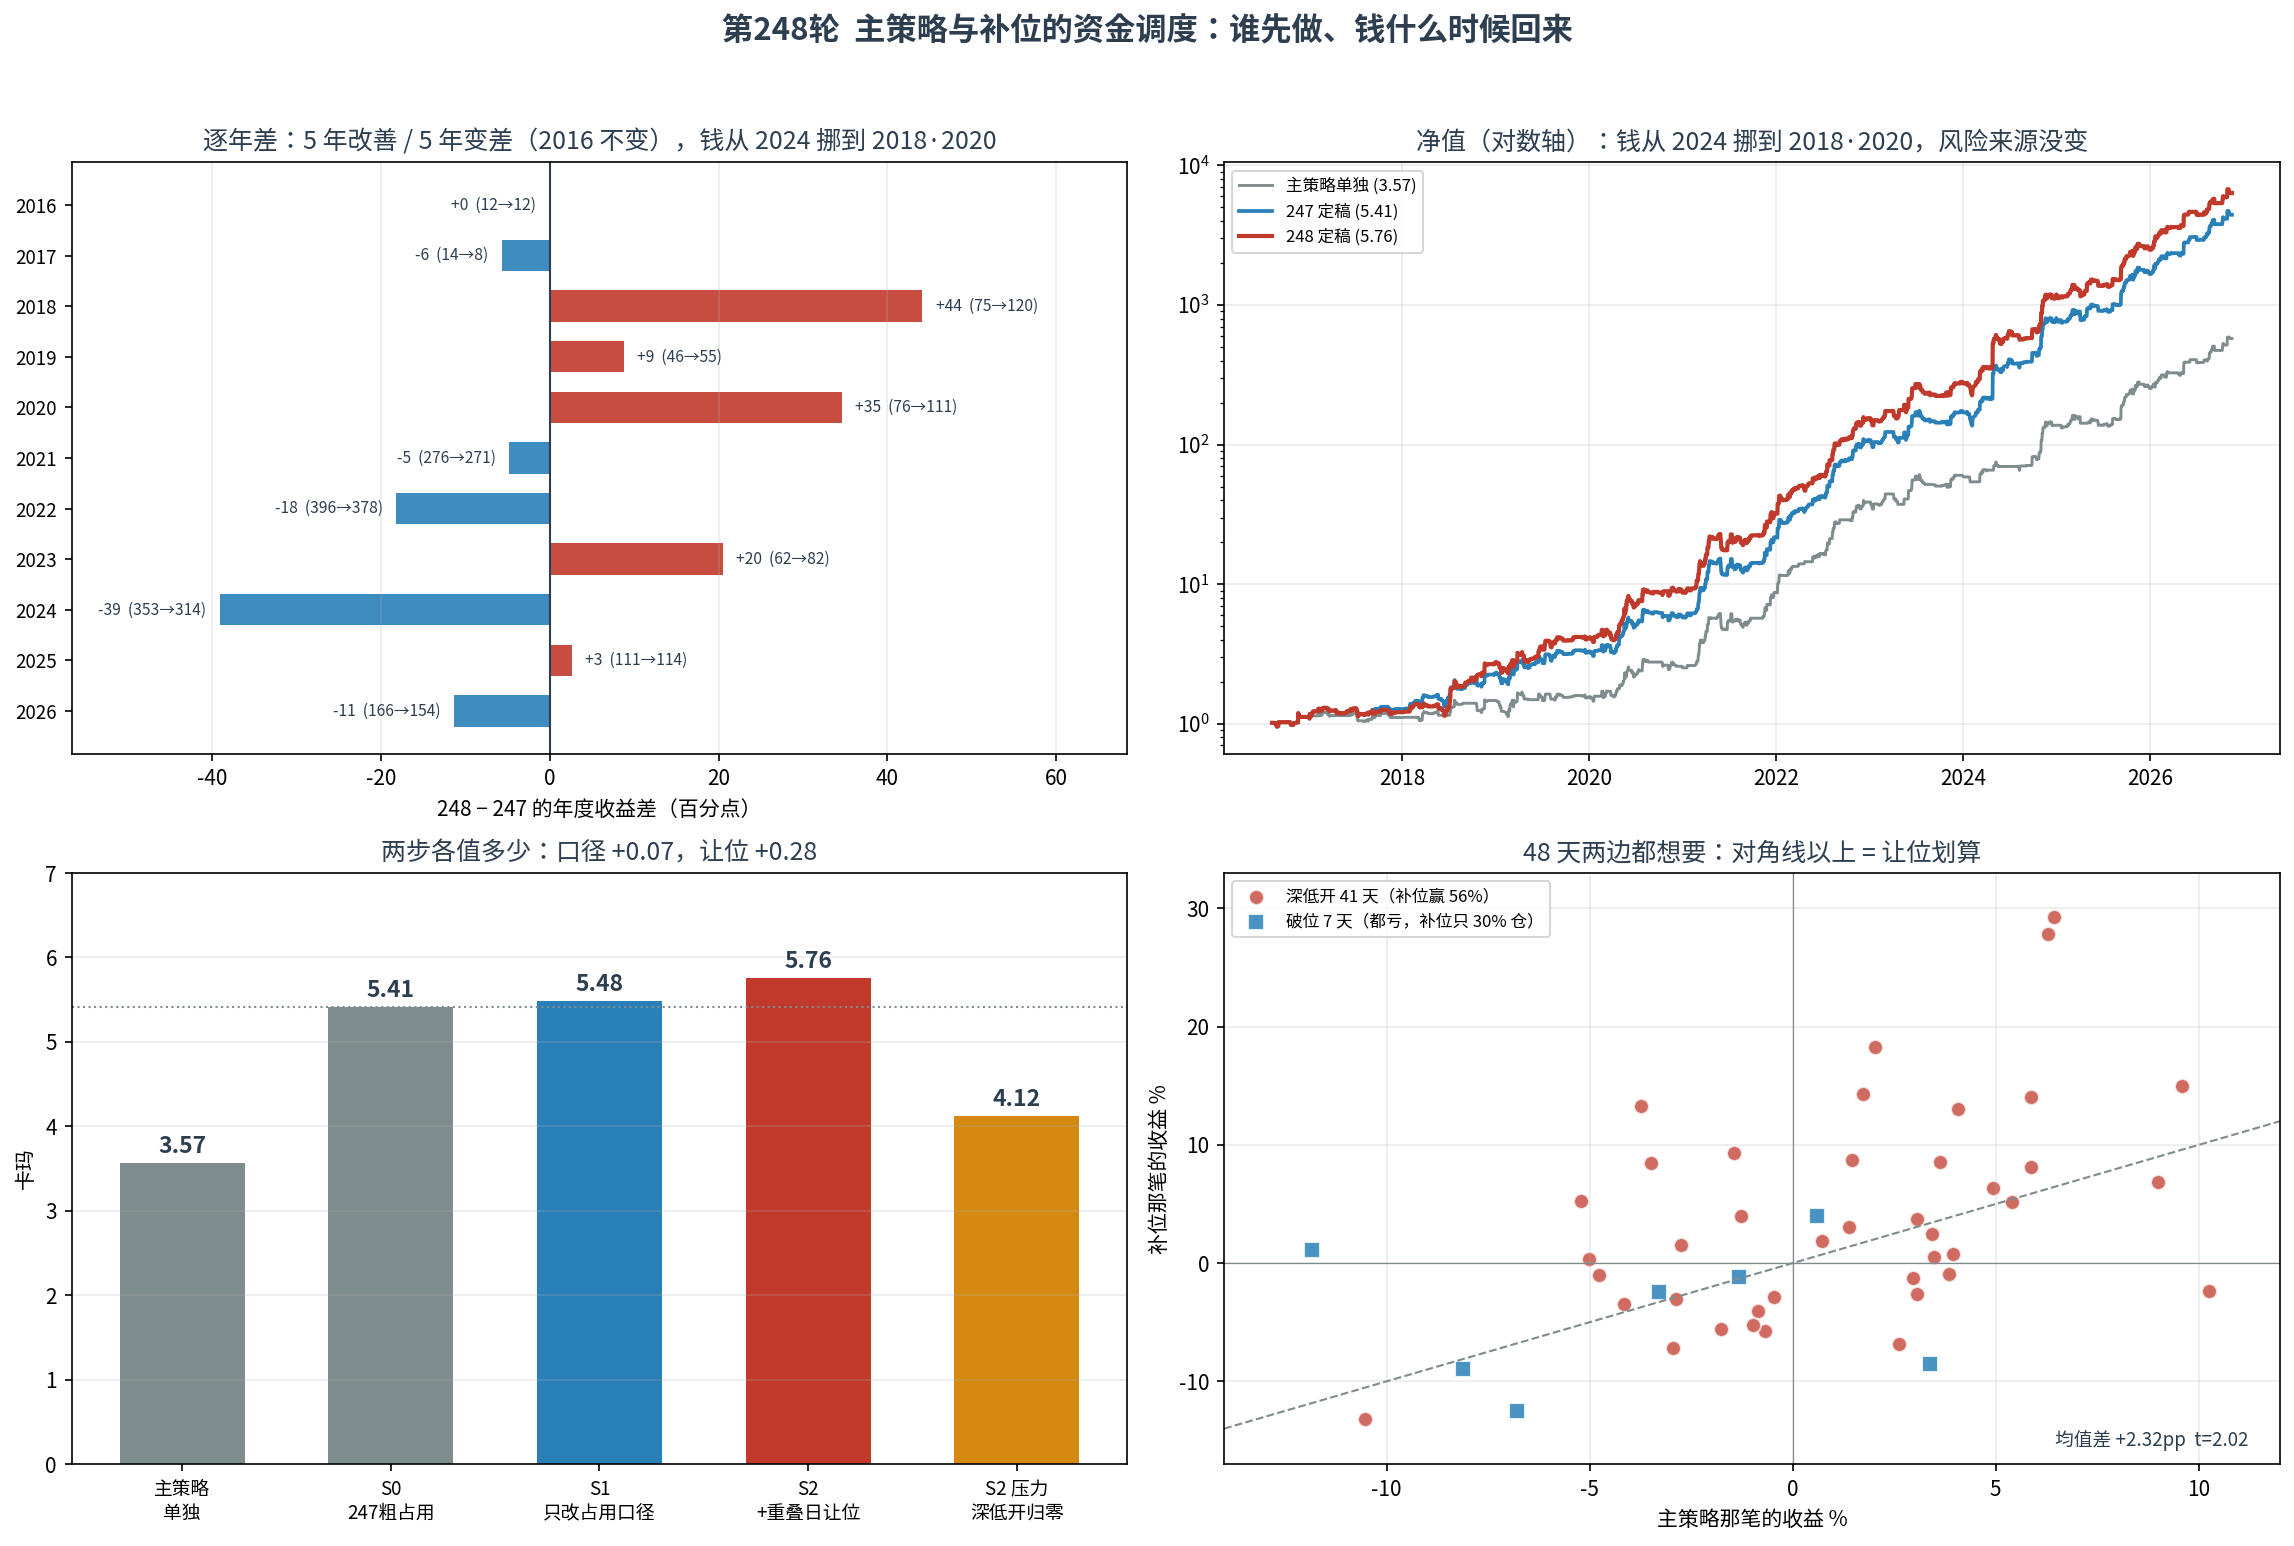 第248轮 主策略与补位的资金调度：谁先做、钱什么时候回来
逐年差：5 年改善 / 5 年变差（2016 不变），钱从 2024 挪到 2018·2020
2016
2017
2018
2019
2020
2021
2022
2023
2024
2025
2026
+0 (12→12)
-6 (14→8)
+44 (75→120)
+9 (46→55)
+35 (76→111)
-5 (276→271)
-18 (396→378)
+20 (62→82)
-39 (353→314)
+3 (111→114)
-11 (166→154)
-40
-20
0
20
40
60
248 − 247 的年度收益差（百分点）
净值（对数轴）：钱从 2024 挪到 2018·2020，风险来源没变
主策略单独 (3.57)
247 定稿 (5.41)
248 定稿 (5.76)
10⁴
10³
10²
10¹
10⁰
2018
2020
2022
2024
2026
两步各值多少：口径 +0.07，让位 +0.28
卡玛
7
6
5
4
3
2
1
0
3.57
5.41
5.48
5.76
4.12
主策略
单独
S0
247粗占用
S1
只改占用口径
S2
+重叠日让位
S2 压力
深低开归零
48 天两边都想要：对角线以上 = 让位划算
深低开 41 天（补位赢 56%）
破位 7 天（都亏，补位只 30% 仓）
补位那笔的收益 %
30
20
10
0
-10
均值差 +2.32pp t=2.02
-10
-5
0
5
10
主策略那笔的收益 %